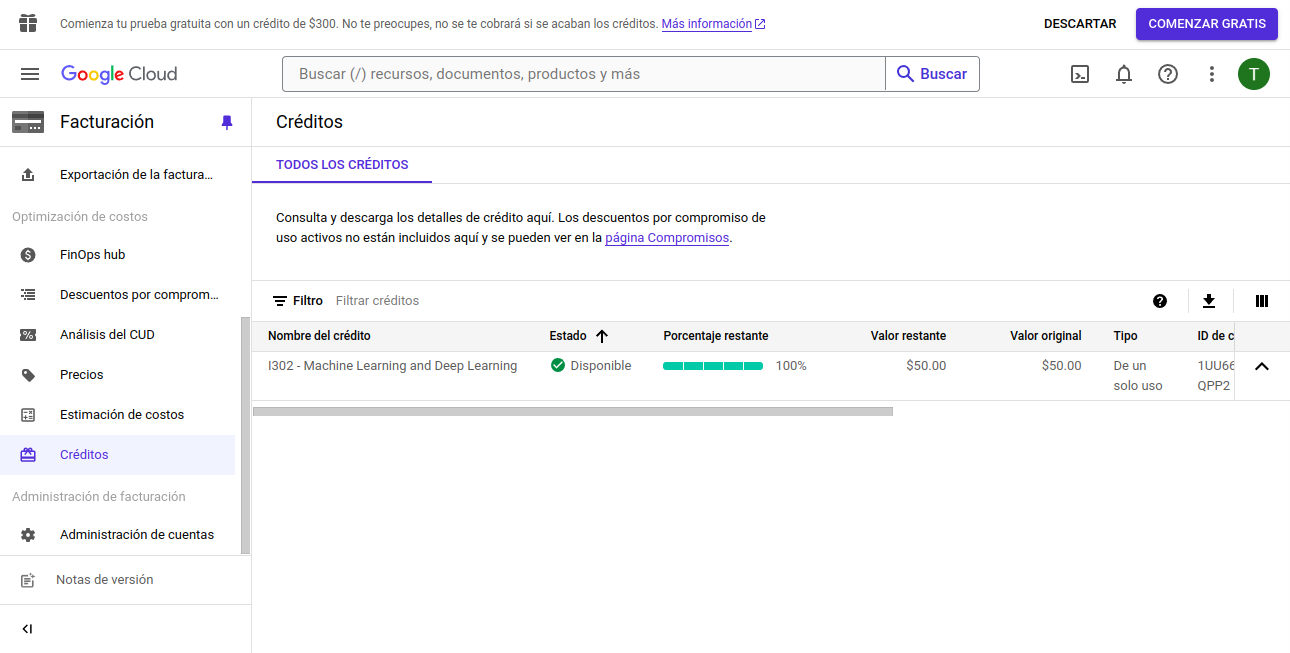 Comienza tu prueba gratuita con un crédito de $300. No te preocupes, no se te cobrará si se acaban los créditos. Más información
DESCARTAR
COMENZAR GRATIS
Google Cloud
Buscar (/) recursos, documentos, productos y más
Buscar
T
Facturación
Exportación de la factura...
Optimización de costos
FinOps hub
Descuentos por comprom...
Análisis del CUD
Precios
Estimación de costos
Créditos
Administración de facturación
Administración de cuentas
Notas de versión
Créditos
TODOS LOS CRÉDITOS
Consulta y descarga los detalles de crédito aquí. Los descuentos por compromiso de
uso activos no están incluidos aquí y se pueden ver en la página Compromisos.
Filtro Filtrar créditos
Nombre del crédito Estado Porcentaje restante Valor restante Valor original Tipo ID de c
I302 - Machine Learning and Deep Learning Disponible 100% $50.00 $50.00 De un 1UU66
solo uso QPP2